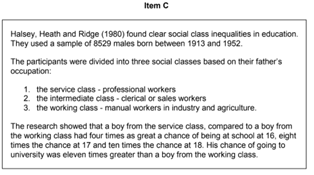 Item C
Halsey, Heath and Ridge (1980) found clear social class inequalities in education.
They used a sample of 8529 males born between 1913 and 1952.
The participants were divided into three social classes based on their father's
occupation:
1. the service class - professional workers
2. the intermediate class - clerical or sales workers
3. the working class - manual workers in industry and agriculture.
The research showed that a boy from the service class, compared to a boy from
the working class had four times as great a chance of being at school at 16, eight
times the chance at 17 and ten times the chance at 18. His chance of going to
university was eleven times greater than a boy from the working class.